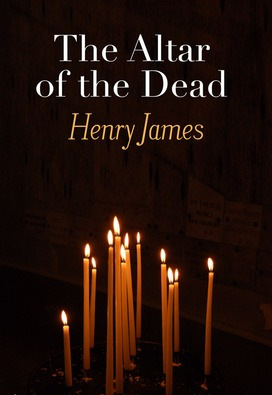 The Altar
of the Dead
Henry James